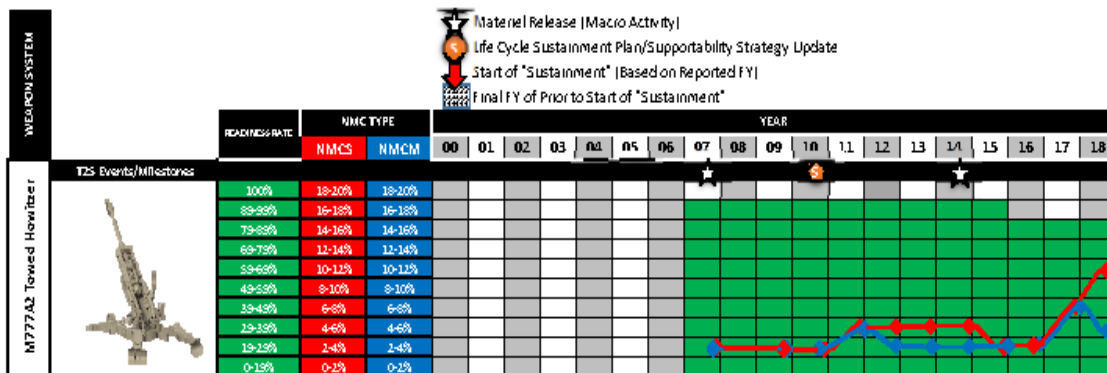 Materiel Release (Macro Activity)
S
Life Cycle Sustainment Plan/Supportability Strategy Update
Start of "Sustainment" (Based on Reported FY)
Final FY of Prior to Start of "Sustainment"
WEAPON SYSTEM
READINESS RATE
NMC TYPE
YEAR
NMCS NMCM 00 01 02 03 04 05 06 07 08 09 10 11 12 13 14 15 16 17 18
T2S Events/Milestones
S
M777A2 Towed Howitzer
100% 18-20% 18-20%
89-99% 16-18% 16-18%
79-89% 14-16% 14-16%
69-79% 12-14% 12-14%
59-69% 10-12% 10-12%
49-59% 8-10% 8-10%
39-49% 6-8% 6-8%
29-39% 4-6% 4-6%
19-29% 2-4% 2-4%
0-19% 0-2% 0-2%